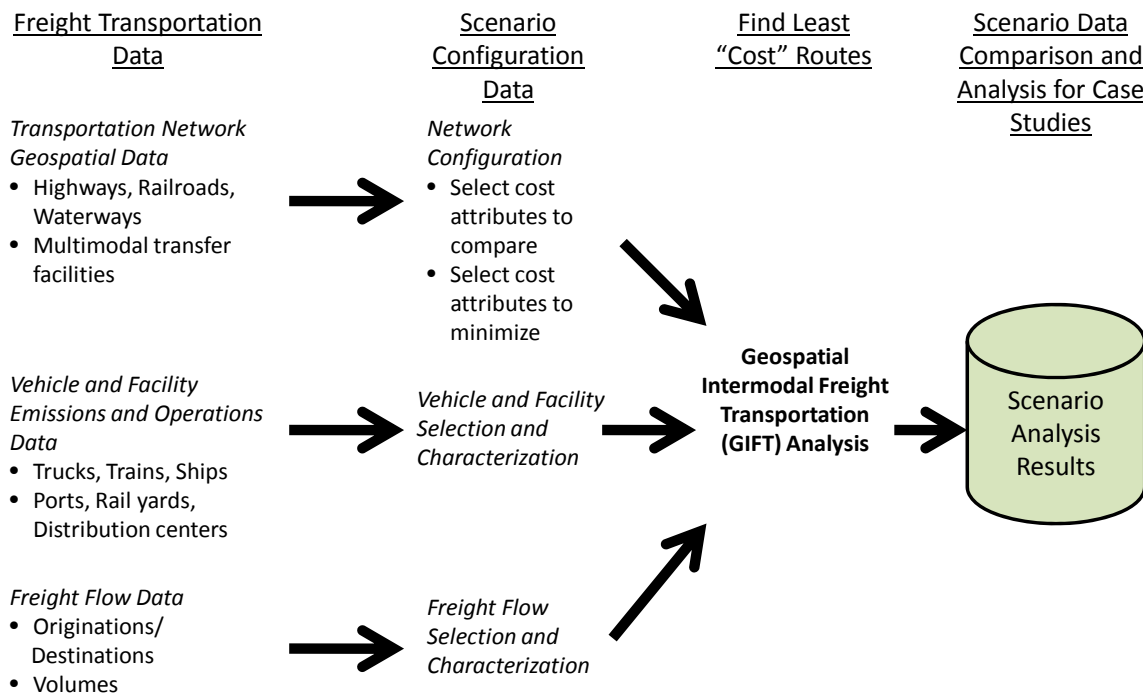 Freight Transportation
Data
Transportation Network
Geospatial Data
• Highways, Railroads,
Waterways
• Multimodal transfer
facilities
Vehicle and Facility
Emissions and Operations
Data
• Trucks, Trains, Ships
• Ports, Rail yards,
Distribution centers
Freight Flow Data
• Originations/
Destinations
• Volumes
Scenario
Configuration
Data
Network
Configuration
• Select cost
attributes to
compare
• Select cost
attributes to
minimize
Vehicle and Facility
Selection and
Characterization
Freight Flow
Selection and
Characterization
Find Least
“Cost” Routes
Geospatial
Intermodal Freight
Transportation
(GIFT) Analysis
Scenario Data
Comparison and
Analysis for Case
Studies
Scenario
Analysis
Results